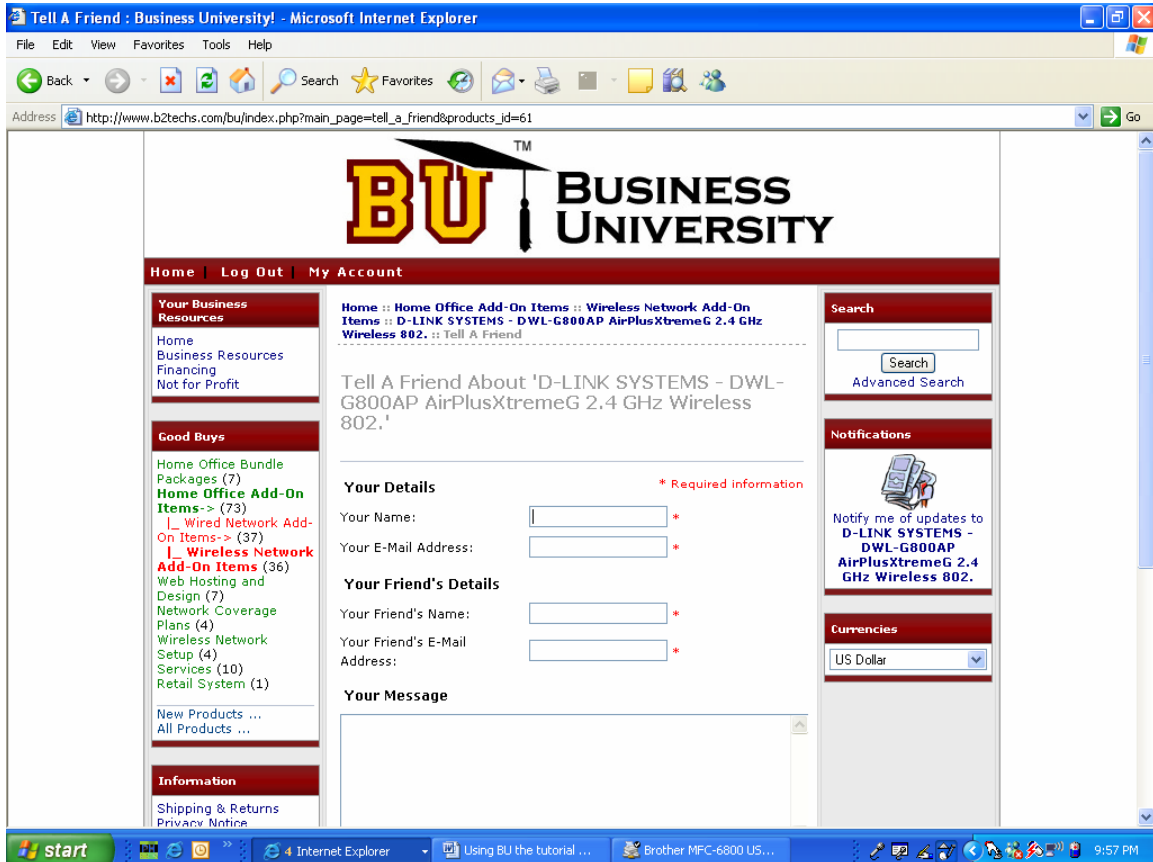 Tell A Friend : Business University! - Microsoft Internet Explorer
File Edit View Favorites Tools Help
Back Search Favorites
Address http://www.b2techs.com/bu/index.php?main_page=tell_a_friend&products_id=61 Go
BU TM BUSINESS
UNIVERSITY
Home | Log Out | My Account
Your Business
Resources
Home
Business Resources
Financing
Not for Profit
Good Buys
Home Office Bundle
Packages (7)
Home Office Add-On
Items-> (73)
|_ Wired Network Add-
On Items-> (37)
|_ Wireless Network
Add-On Items (36)
Web Hosting and
Design (7)
Network Coverage
Plans (4)
Wireless Network
Setup (4)
Services (10)
Retail System (1)
New Products ...
All Products ...
Information
Shipping & Returns
Privacy Notice
Home :: Home Office Add-On Items :: Wireless Network Add-On
Items :: D-LINK SYSTEMS - DWL-G800AP AirPlusXtremeG 2.4 GHz
Wireless 802. :: Tell A Friend
Tell A Friend About 'D-LINK SYSTEMS - DWL-
G800AP AirPlusXtremeG 2.4 GHz Wireless
802.'
Your Details * Required information
Your Name: *
Your E-Mail Address: *
Your Friend's Details
Your Friend's Name: *
Your Friend's E-Mail
Address: *
Your Message
Search
Search
Advanced Search
Notifications
Notify me of updates to
D-LINK SYSTEMS -
DWL-G800AP
AirPlusXtremeG 2.4
GHz Wireless 802.
Currencies
US Dollar
start 4 Internet Explorer Using BU the tutorial ... Brother MFC-6800 US... 9:57 PM